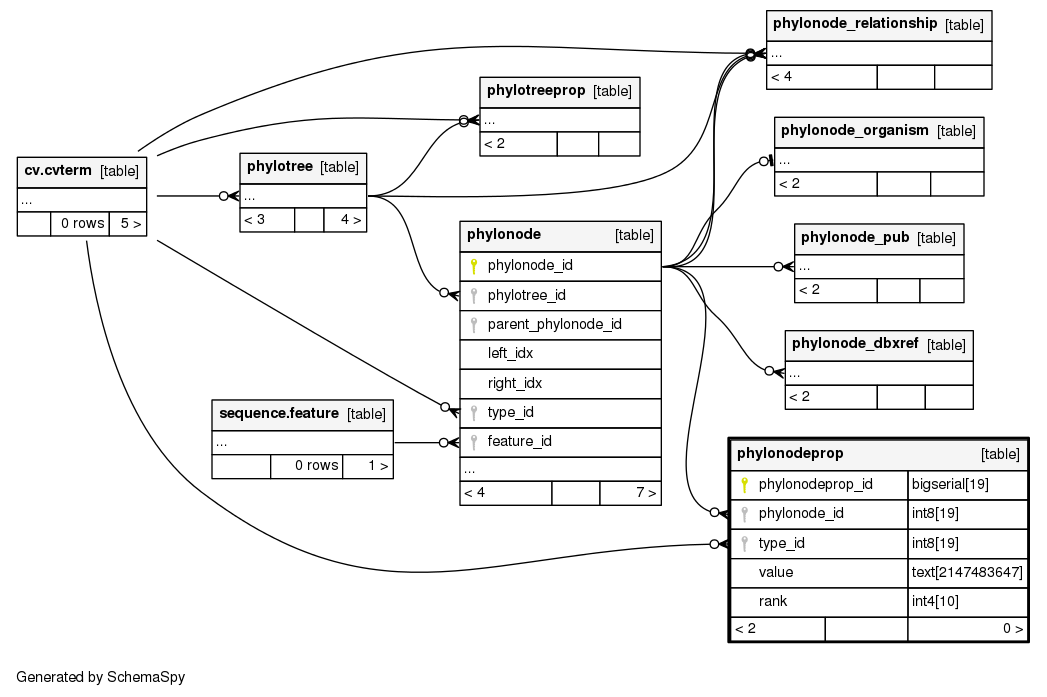 phylonode_relationship [table]
...
< 4
phylotreeprop [table]
...
< 2
phylonode_organism [table]
...
< 2
cv.cvterm [table]
...
0 rows 5 >
phylotree [table]
...
< 3 4 >
phylonode [table]
phylonode_id
phylotree_id
parent_phylonode_id
left_idx
right_idx
type_id
feature_id
...
< 4 7 >
phylonode_pub [table]
...
< 2
phylonode_dbxref [table]
...
< 2
sequence.feature [table]
...
0 rows 1 >
phylonodeprop [table]
phylonodeprop_id bigserial[19]
phylonode_id int8[19]
type_id int8[19]
value text[2147483647]
rank int4[10]
< 2 0 >
Generated by SchemaSpy